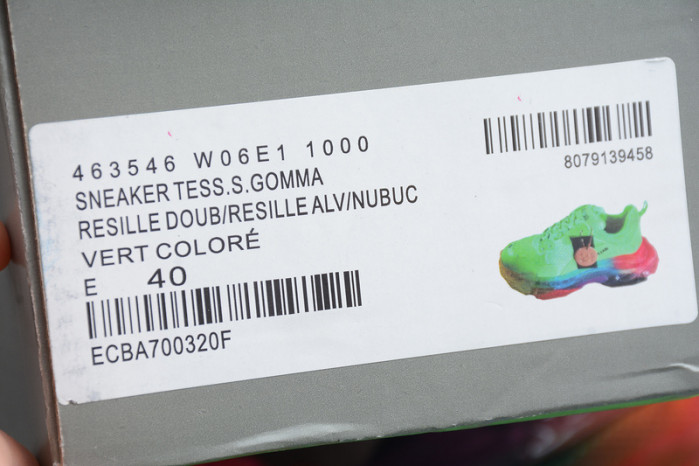 463546 W06E1 1000
SNEAKER TESS.S.GOMMA
RESILLE DOUB/RESILLE ALV/NUBUC
VERT COLORÉ
E 40
ECBA700320F
8079139458